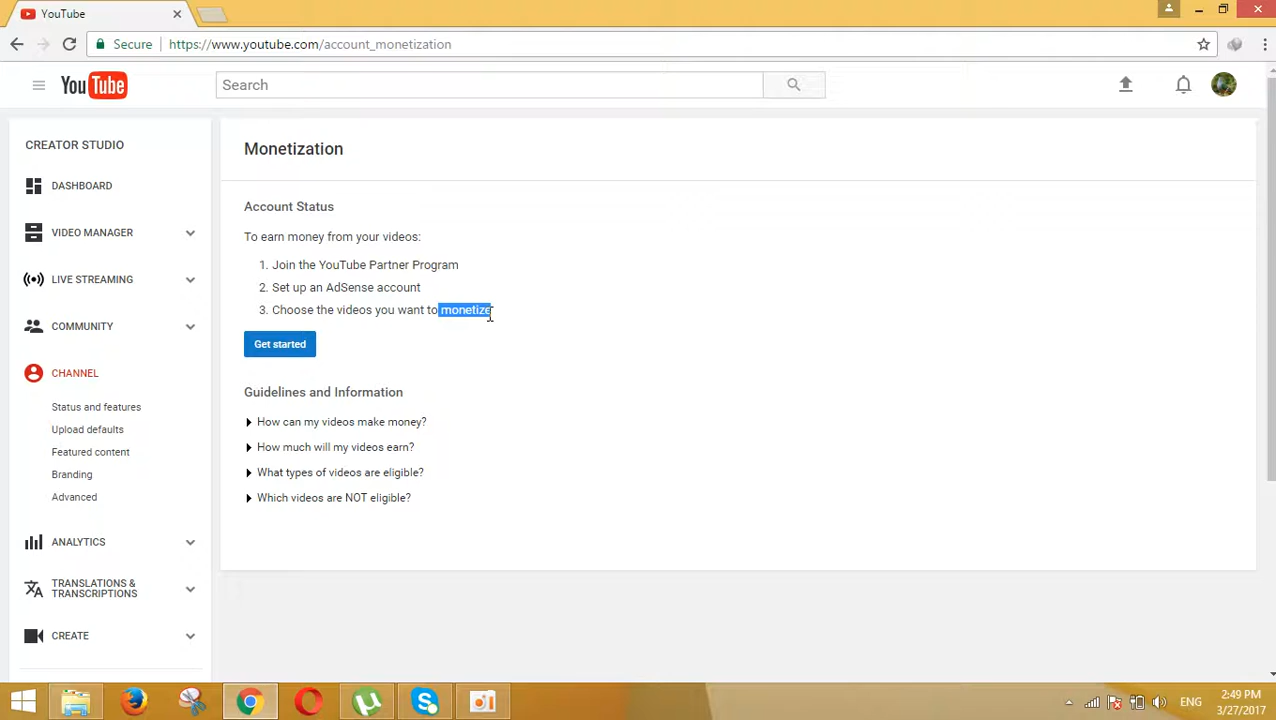 YouTube
Secure
https://www.youtube.com/account_monetization
YouTube
Search
CREATOR STUDIO
DASHBOARD
VIDEO MANAGER
LIVE STREAMING
COMMUNITY
CHANNEL
Status and features
Upload defaults
Featured content
Branding
Advanced
ANALYTICS
TRANSLATIONS &
TRANSCRIPTIONS
CREATE
Monetization
Account Status
To earn money from your videos:
1. Join the YouTube Partner Program
2. Set up an AdSense account
3. Choose the videos you want to monetize
Get started
Guidelines and Information
How can my videos make money?
How much will my videos earn?
What types of videos are eligible?
Which videos are NOT eligible?
ENG
2:49 PM
3/27/2017